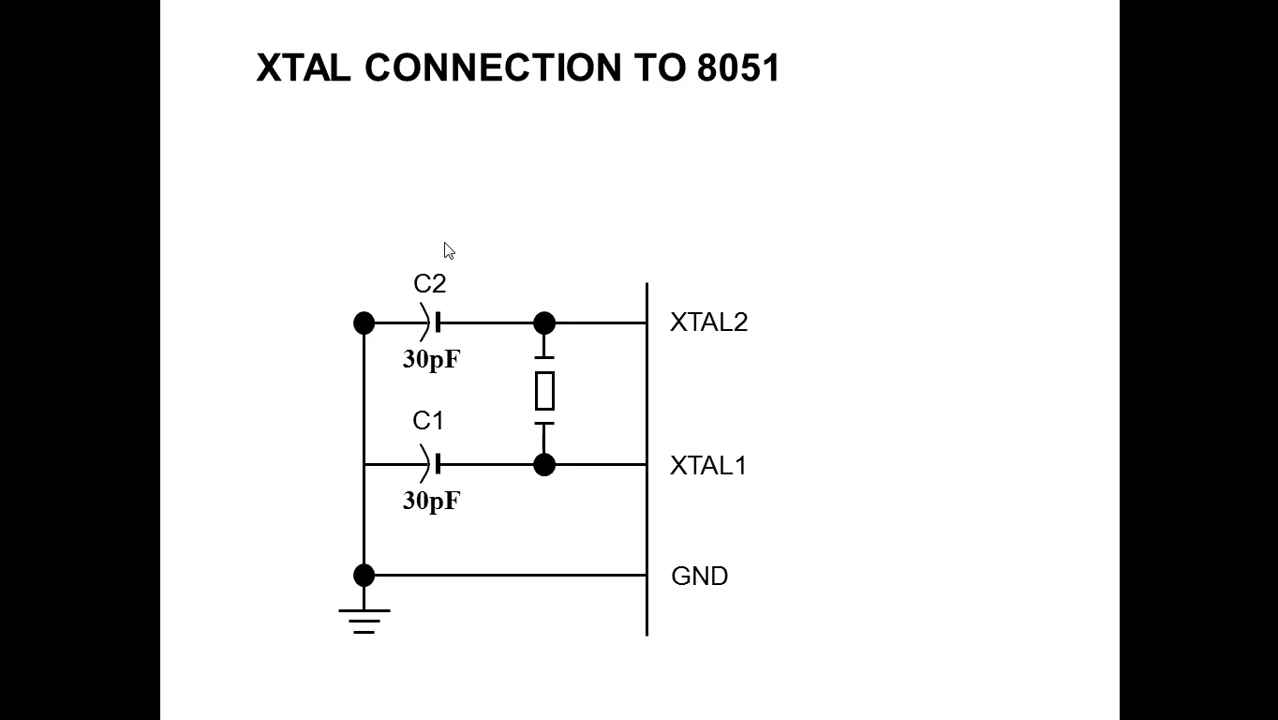 XTAL CONNECTION TO 8051
C2
XTAL2
30pF
C1
XTAL1
30pF
GND